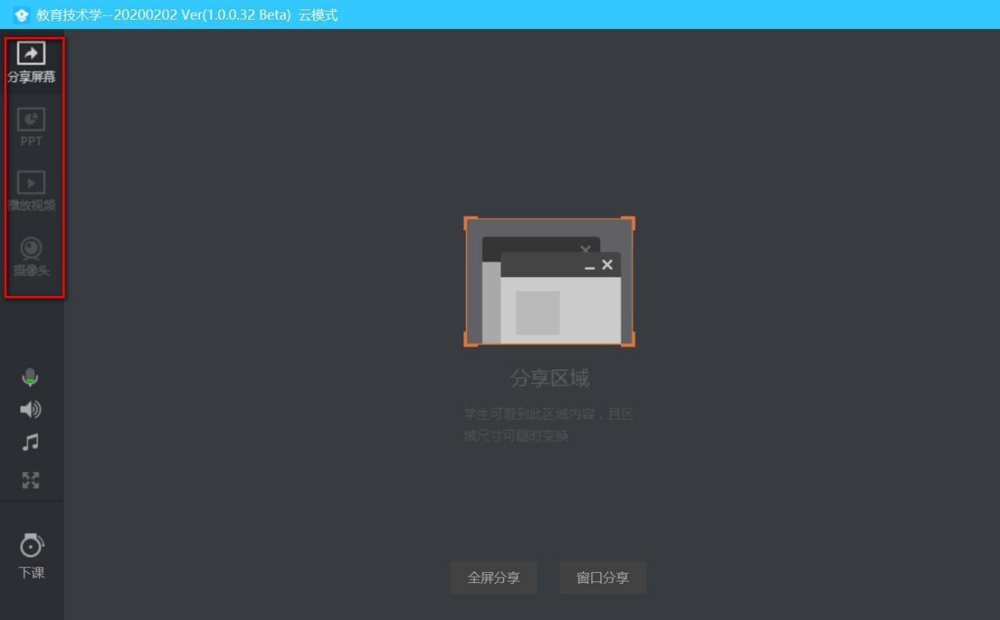 教育技术学--20200202 Ver(1.0.0.32 Beta) 云模式
分享屏幕
PPT
播放视频
摄像头
下课
分享区域
学生可看到此区域内容，且区
域尺寸可随时变换
全屏分享
窗口分享